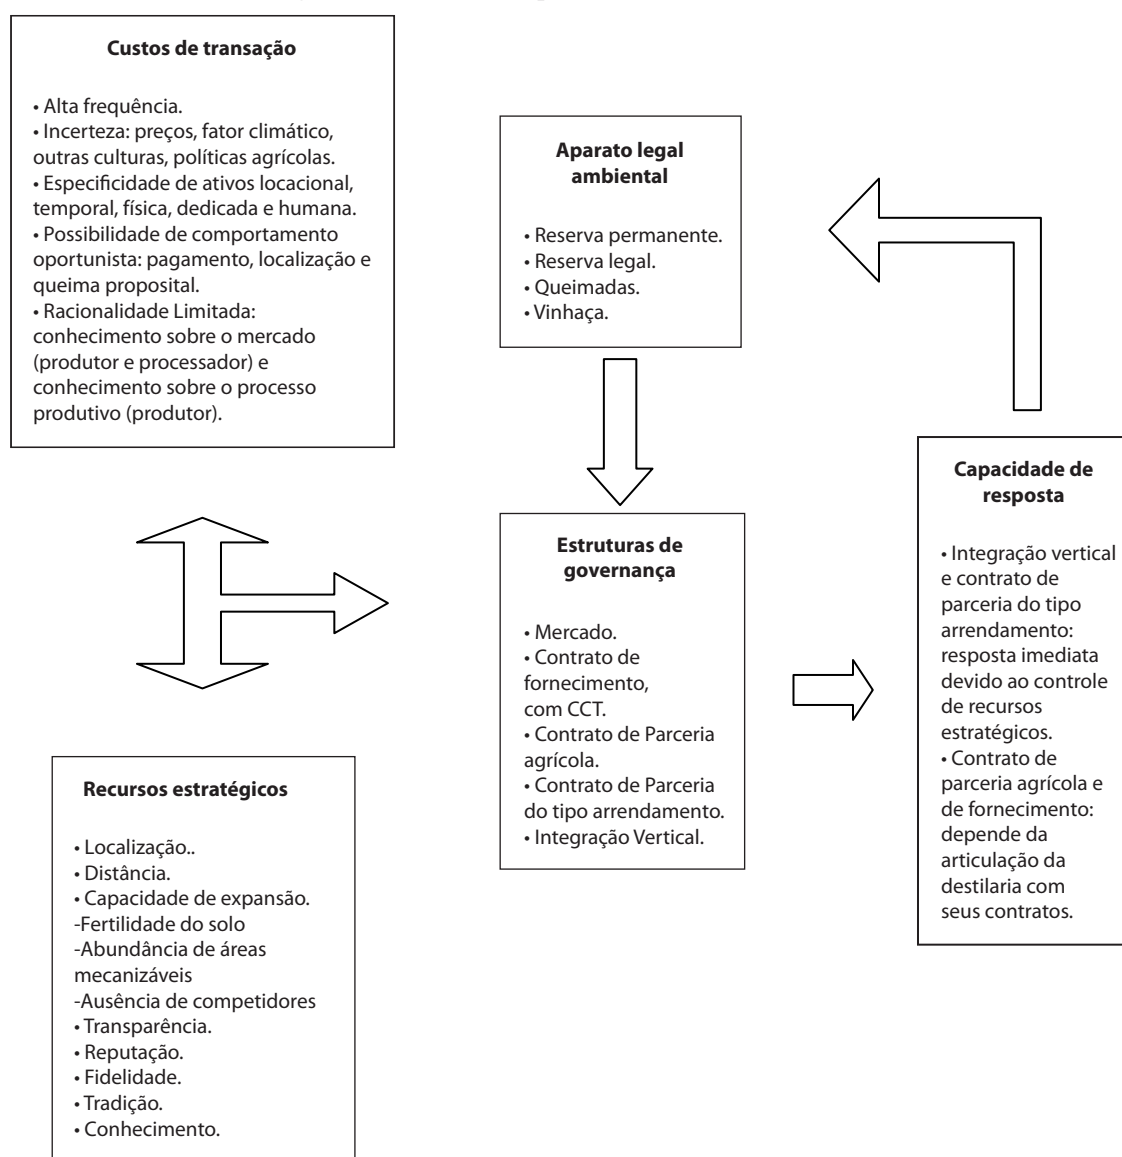 Custos de transação
• Alta frequência.
• Incerteza: preços, fator climático,
outras culturas, políticas agrícolas.
• Especificidade de ativos locacional,
temporal, física, dedicada e humana.
• Possibilidade de comportamento
oportunista: pagamento, localização e
queima proposital.
• Racionalidade Limitada:
conhecimento sobre o mercado
(produtor e processador) e
conhecimento sobre o processo
produtivo (produtor).
Aparato legal
ambiental
• Reserva permanente.
• Reserva legal.
• Queimadas.
• Vinhaça.
Estruturas de
governança
• Mercado.
• Contrato de
fornecimento,
com CCT.
• Contrato de Parceria
agrícola.
• Contrato de Parceria
do tipo arrendamento.
• Integração Vertical.
Capacidade de
resposta
• Integração vertical
e contrato de
parceria do tipo
arrendamento:
resposta imediata
devido ao controle
de recursos
estratégicos.
• Contrato de
parceria agrícola e
de fornecimento:
depende da
articulação da
destilaria com
seus contratos.
Recursos estratégicos
• Localização..
• Distância.
• Capacidade de expansão.
-Fertilidade do solo
-Abundância de áreas
mecanizáveis
-Ausência de competidores
• Transparência.
• Reputação.
• Fidelidade.
• Tradição.
• Conhecimento.